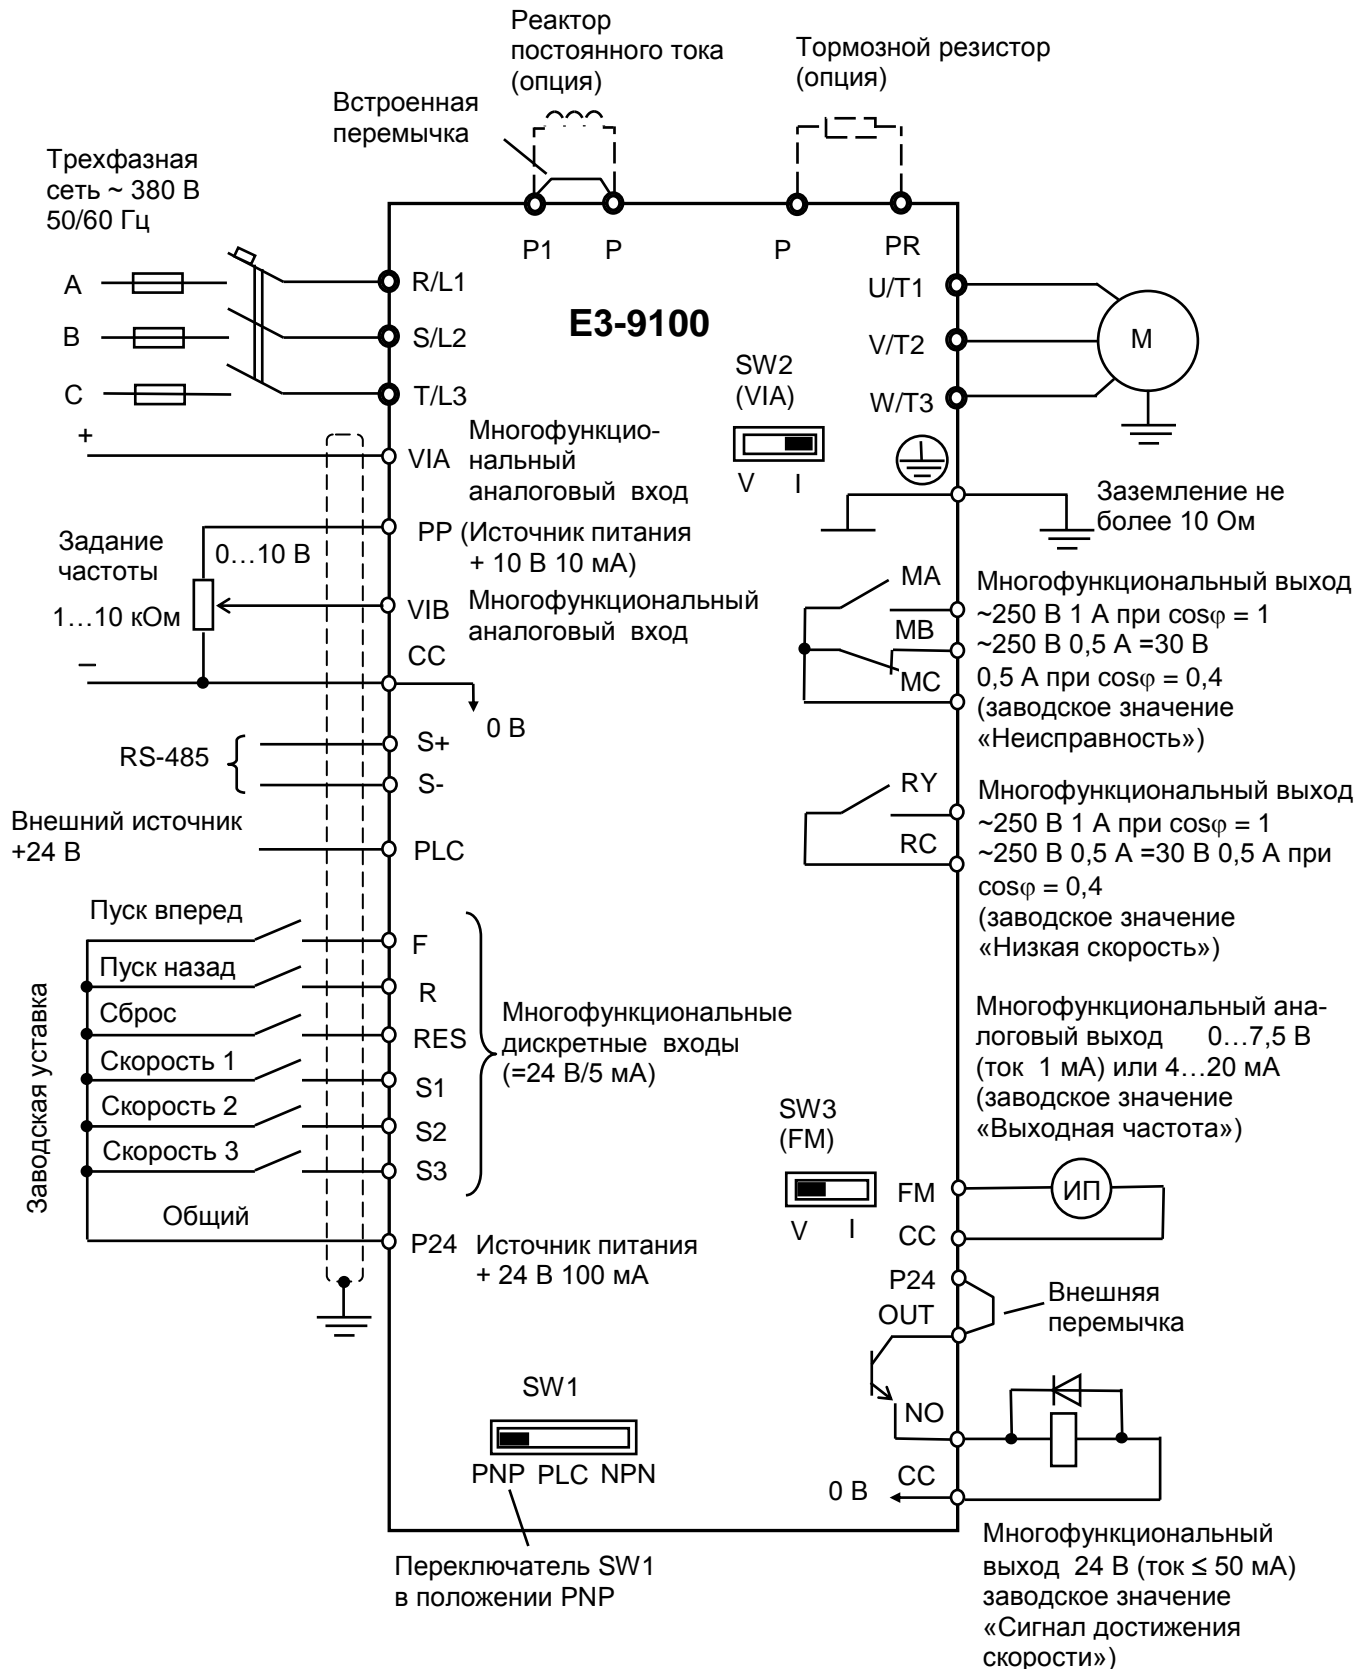 Реактор
постоянного тока
(опция)
Тормозной резистор
(опция)
Встроенная
перемычка
Трехфазная
сеть ~ 380 В
50/60 Гц
P1
P
P
PR
A
R/L1
U/T1
E3-9100
B
S/L2
V/T2
М
SW2
(VIA)
C
T/L3
W/T3
+
VIA
Многофункцио-
нальный
аналоговый вход
V I
Заземление не
более 10 Ом
Задание
частоты
0…10 В
PP (Источник питания
+ 10 В 10 мА)
1…10 кОм
VIB
Многофункциональный
аналоговый вход
MA
MB
MC
Многофункциональный выход
~250 В 1 А при cosφ = 1
~250 В 0,5 А =30 В
0,5 А при cosφ = 0,4
(заводское значение
«Неисправность»)
CC
–
0 В
RS-485
S+
S-
RY
RC
Многофункциональный выход
~250 В 1 А при cosφ = 1
~250 В 0,5 А =30 В 0,5 А при
cosφ = 0,4
(заводское значение
«Низкая скорость»)
Внешний источник
+24 В
PLC
Заводская уставка
Пуск вперед
F
Пуск назад
R
Сброс
RES
Скорость 1
S1
Скорость 2
S2
Скорость 3
S3
Многофункциональные
дискретные входы
(=24 В/5 мА)
Общий
P24
Источник питания
+ 24 В 100 мА
Многофункциональный ана-
логовый выход 0…7,5 В
(ток 1 мА) или 4…20 мА
(заводское значение
«Выходная частота»)
SW3
(FM)
V I
FM
ИП
CC
P24
OUT
Внешняя
перемычка
SW1
PNP PLC NPN
NO
CC
0 В
Переключатель SW1
в положении PNP
Многофункциональный
выход 24 В (ток ≤ 50 мА)
заводское значение
«Сигнал достижения
скорости»)